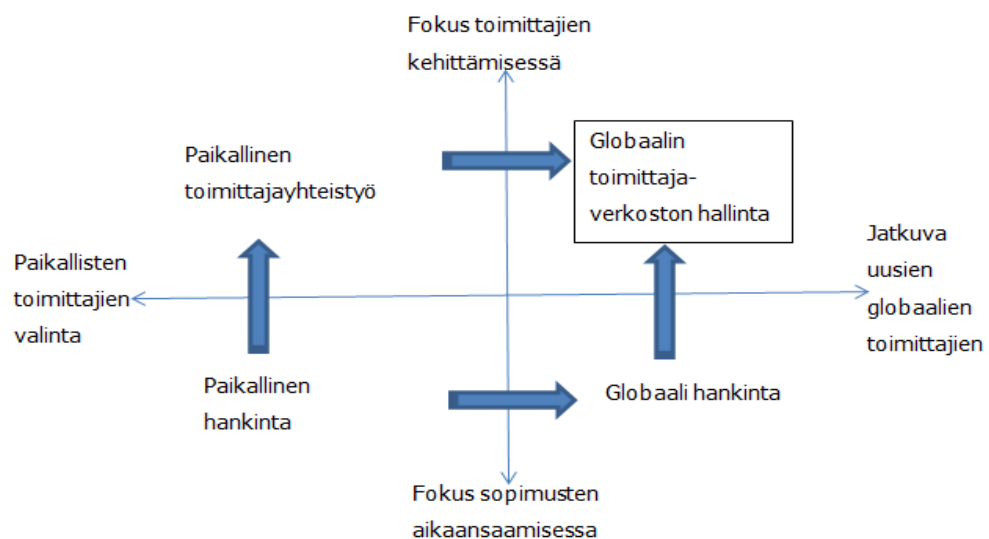 Fokus toimittajien
kehittämisessä
Paikallinen
toimittajayhteistyö
Globaalin
toimittaja-
verkoston hallinta
Paikallisten
toimittajien
valinta
Jatkuva
uusien
globaalien
toimittajien
Paikallinen
hankinta
Globaali hankinta
Fokus sopimusten
aikaansaamisessa